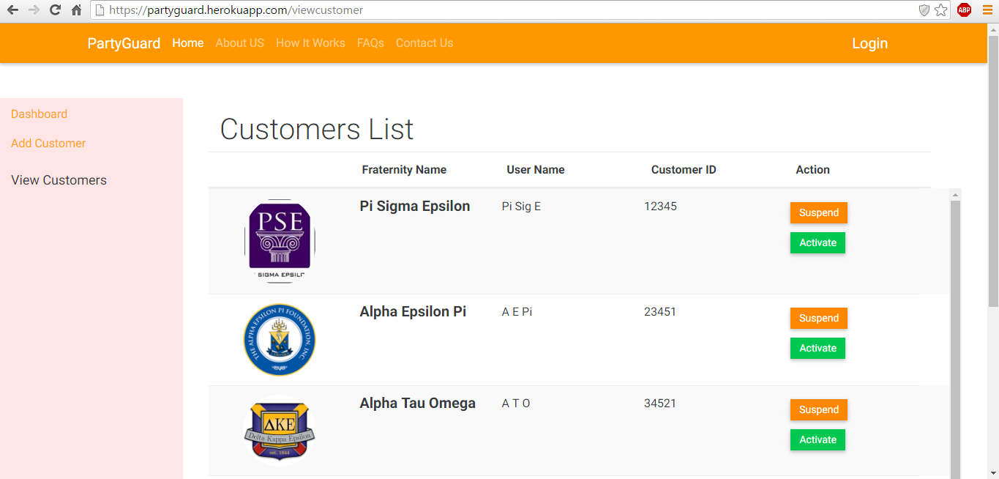 https://partyguard.herokuapp.com/viewcustomer
ABP
PartyGuard Home About US How It Works FAQs Contact Us Login
Dashboard
Add Customer
View Customers
Customers List
Fraternity Name User Name Customer ID Action
PSE
SIGMA EPSIL
Pi Sigma Epsilon Pi Sig E 12345
Suspend
Activate
THE ALPHA EPSILON PI FOUNDATION, INC.
Alpha Epsilon Pi A E Pi 23451
Suspend
Activate
ΔKE
Delta Kappa Epsilon
est. 1844
Alpha Tau Omega A T O 34521
Suspend
Activate